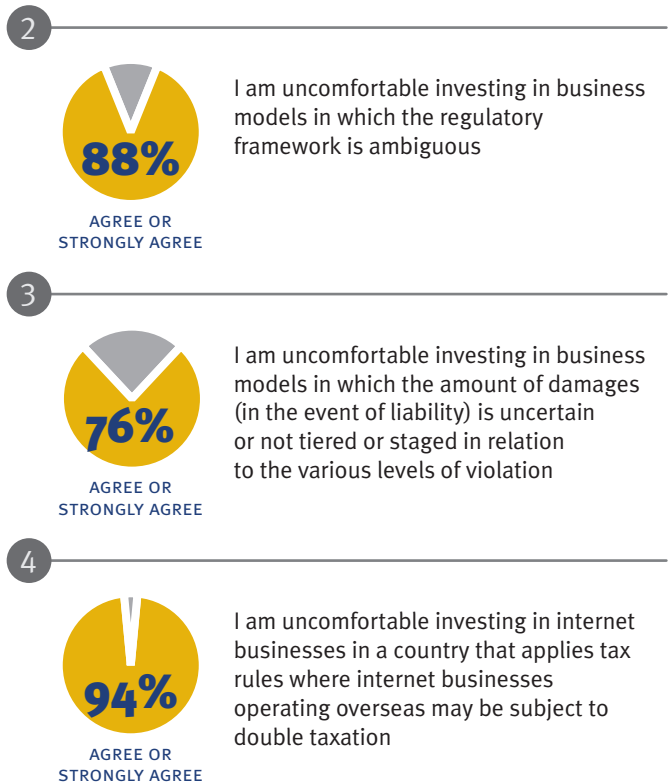 2
I am uncomfortable investing in business
models in which the regulatory
framework is ambiguous
88%
AGREE OR
STRONGLY AGREE
3
I am uncomfortable investing in business
models in which the amount of damages
(in the event of liability) is uncertain
or not tiered or staged in relation
to the various levels of violation
76%
AGREE OR
STRONGLY AGREE
4
I am uncomfortable investing in internet
businesses in a country that applies tax
rules where internet businesses
operating overseas may be subject to
double taxation
94%
AGREE OR
STRONGLY AGREE